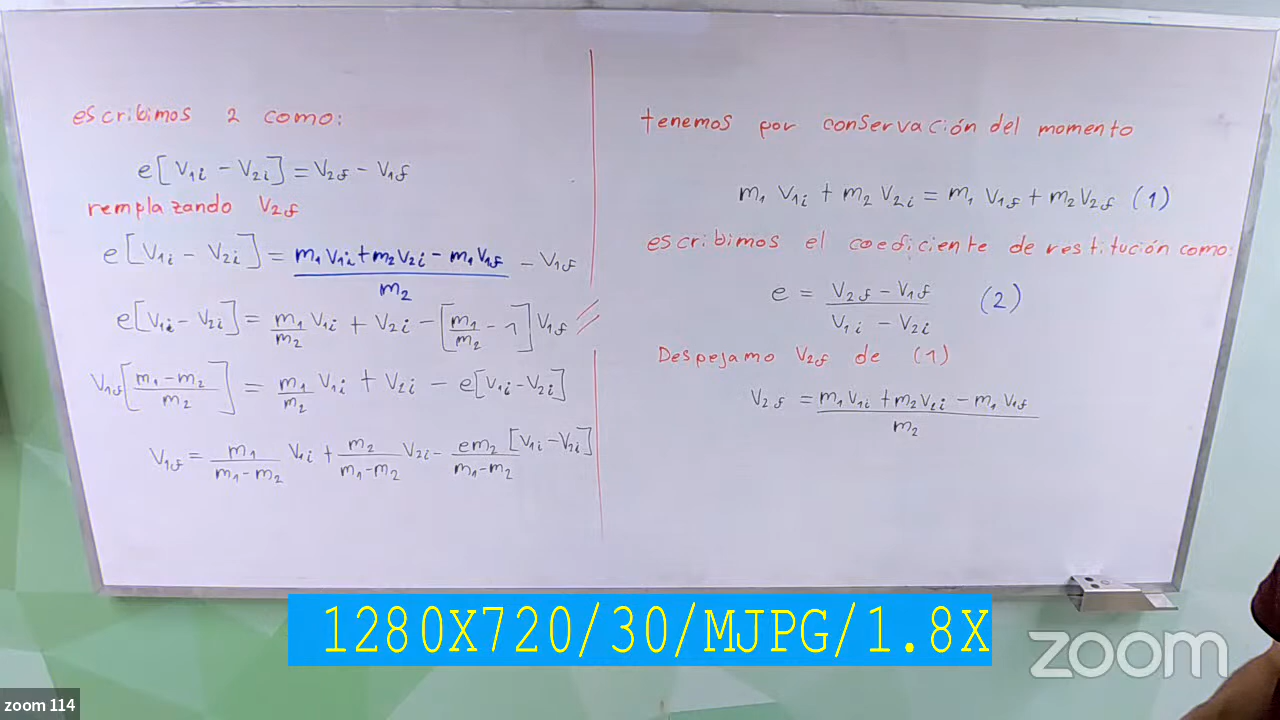 escribimos 2 como:
e[V₁ᵢ - V₂ᵢ] = V₂f - V₁f
remplazando V₂f
e[V₁ᵢ - V₂ᵢ] = (m₁V₁ᵢ + m₂V₂ᵢ - m₁V₁f)/m₂ - V₁f
e[V₁ᵢ - V₂ᵢ] = m₁/m₂ V₁ᵢ + V₂ᵢ - [m₁/m₂ - 1] V₁f
V₁f[(m₁ - m₂)/m₂] = m₁/m₂ V₁ᵢ + V₂ᵢ - e[V₁ᵢ - V₂ᵢ]
V₁f = m₁/(m₁ - m₂) V₁ᵢ + m₂/(m₁ - m₂) V₂ᵢ - em₂/(m₁ - m₂) [V₁ᵢ - V₂ᵢ]
tenemos por conservación del momento
m₁ V₁ᵢ + m₂ V₂ᵢ = m₁ V₁f + m₂ V₂f (1)
escribimos el coeficiente de restitución como:
e = (V₂f - V₁f)/(V₁ᵢ - V₂ᵢ) (2)
Despejamo V₂f de (1)
V₂f = (m₁V₁ᵢ + m₂V₂ᵢ - m₁V₁f)/m₂
1280X720/30/MJPG/1.8X
zoom
zoom 114